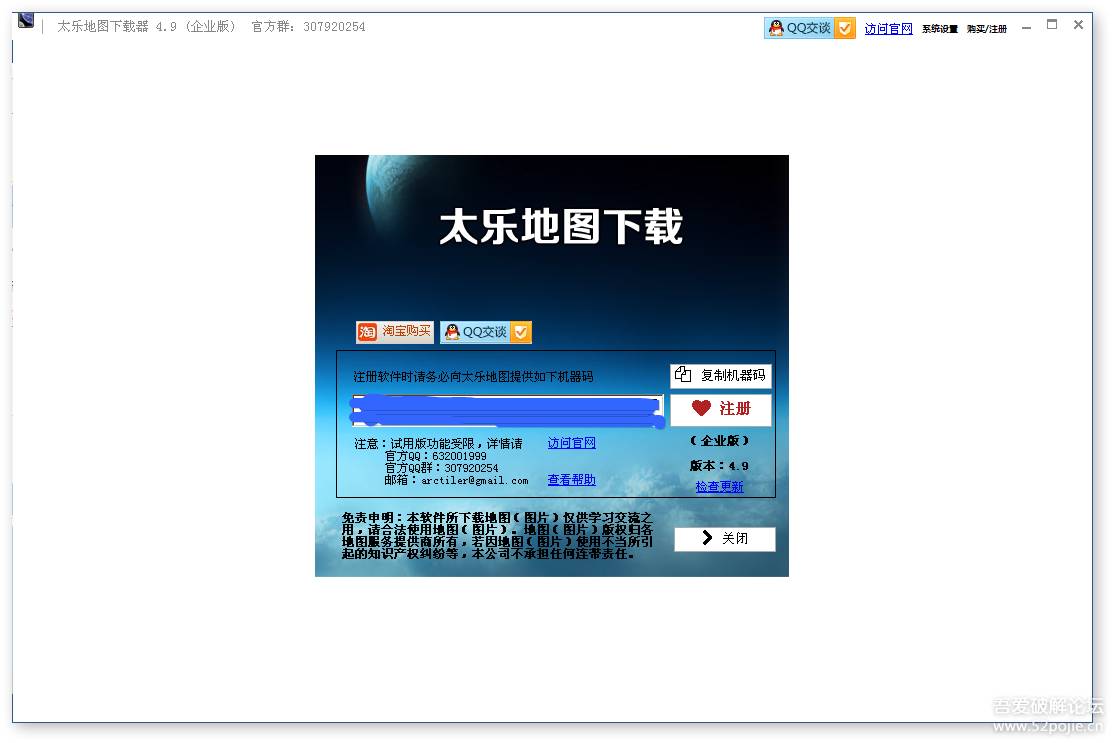 太乐地图下载器 4.9 (企业版) 官方群: 307920254
QQ交谈 访问官网 系统设置 购买/注册
太乐地图下载
淘 淘宝购买 QQ交谈
注册软件时请务必向太乐地图提供如下机器码
复制机器码
注册
注意：试用版功能受限，详情请 访问官网
官方QQ：632001999
官方QQ群：307920254
邮箱：arctiler@gmail.com 查看帮助
（企业版）
版本：4.9
检查更新
免责申明：本软件所下载地图（图片）仅供学习交流之
用，请合法使用地图（图片）。地图（图片）版权归各
地图服务提供商所有，若因地图（图片）使用不当所引
起的知识产权纠纷等，本公司不承担任何连带责任。
关闭
吾爱破解论坛
www.52pojie.cn